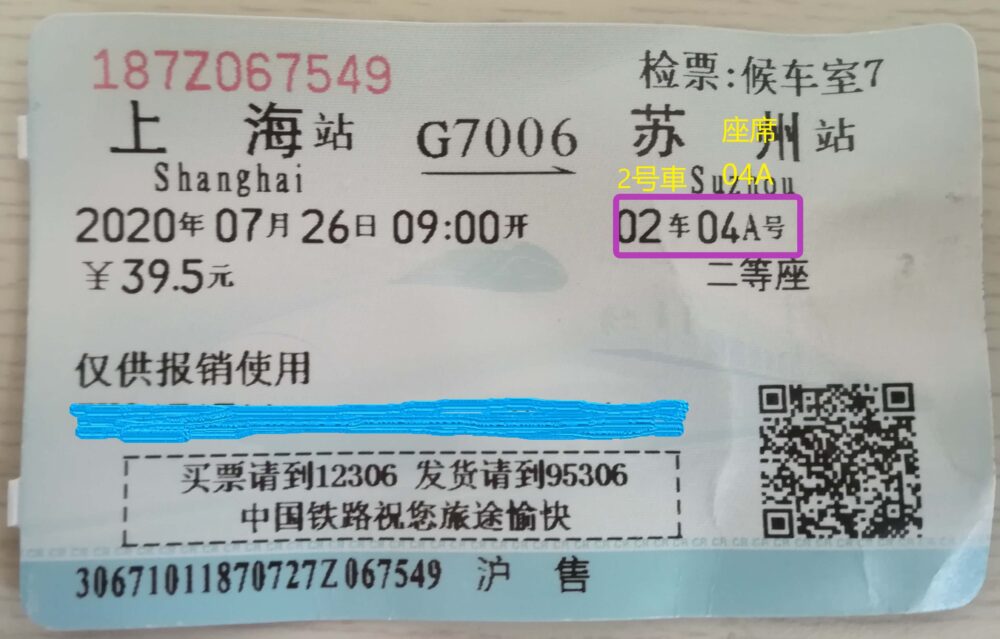 187Z067549
检票:候车室7
上海站
G7006
苏州站
座席
Shanghai
Suzhou
2号車
04A
2020年07月26日09:00开
02车04A号
¥39.5元
二等座
仅供报销使用
买票请到12306 发货请到95306
中国铁路祝您旅途愉快
30671011870727Z067549 沪售